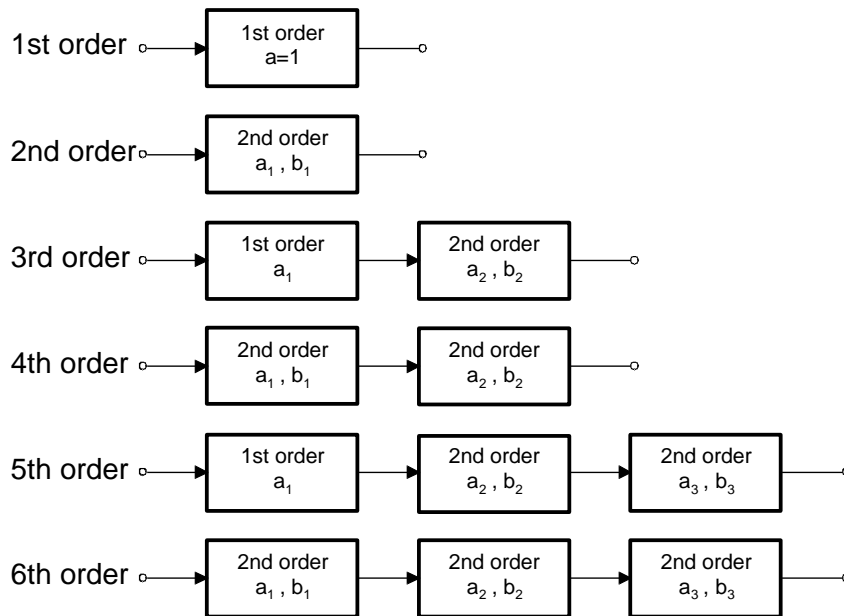 1st order
1st order
a=1
2nd order
2nd order
a₁ , b₁
3rd order
1st order
a₁
2nd order
a₂ , b₂
4th order
2nd order
a₁ , b₁
2nd order
a₂ , b₂
5th order
1st order
a₁
2nd order
a₂ , b₂
2nd order
a₃ , b₃
6th order
2nd order
a₁ , b₁
2nd order
a₂ , b₂
2nd order
a₃ , b₃